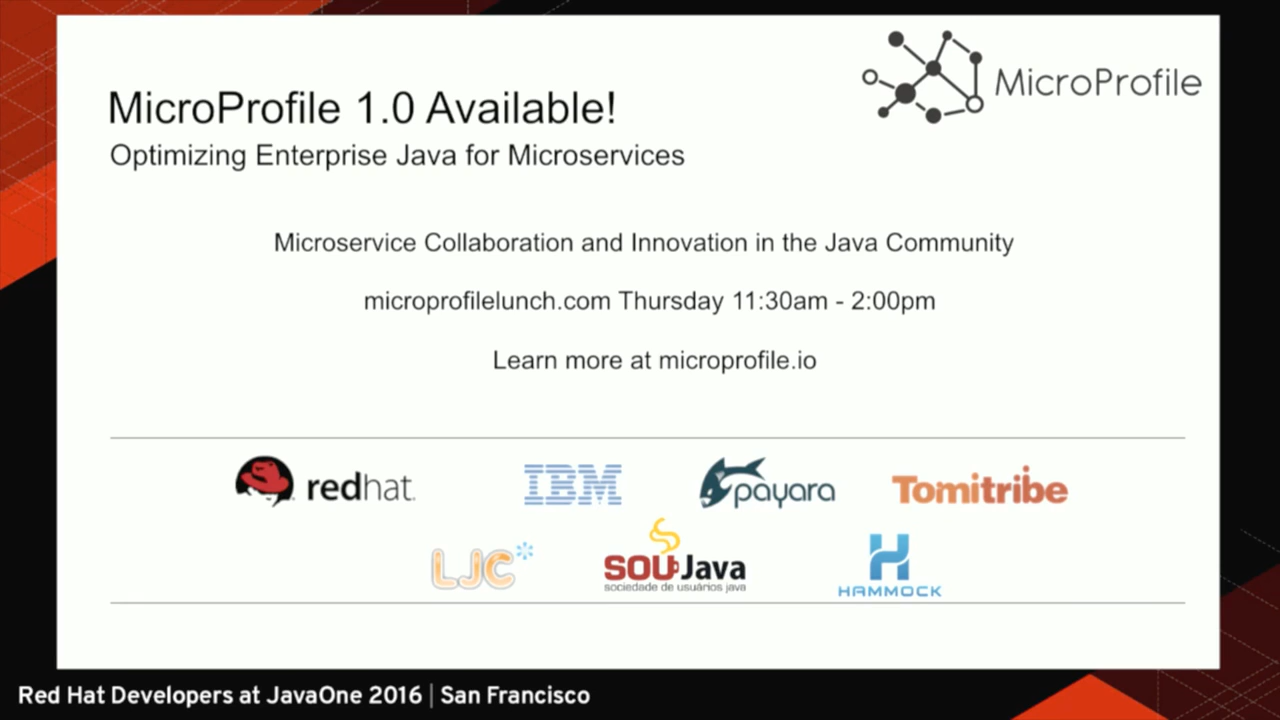 MicroProfile
MicroProfile 1.0 Available!
Optimizing Enterprise Java for Microservices
Microservice Collaboration and Innovation in the Java Community
microprofilelunch.com Thursday 11:30am - 2:00pm
Learn more at microprofile.io
redhat.
IBM
payara
Tomitribe
LJC*
SOUJava
sociedade de usuários java
H
HAMMOCK
Red Hat Developers at JavaOne 2016 | San Francisco